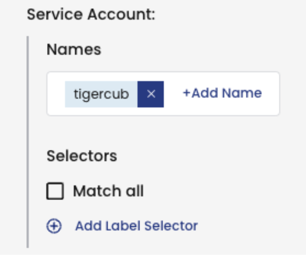 Service Account:
Names
tigercub × +Add Name
Selectors
Match all
Add Label Selector